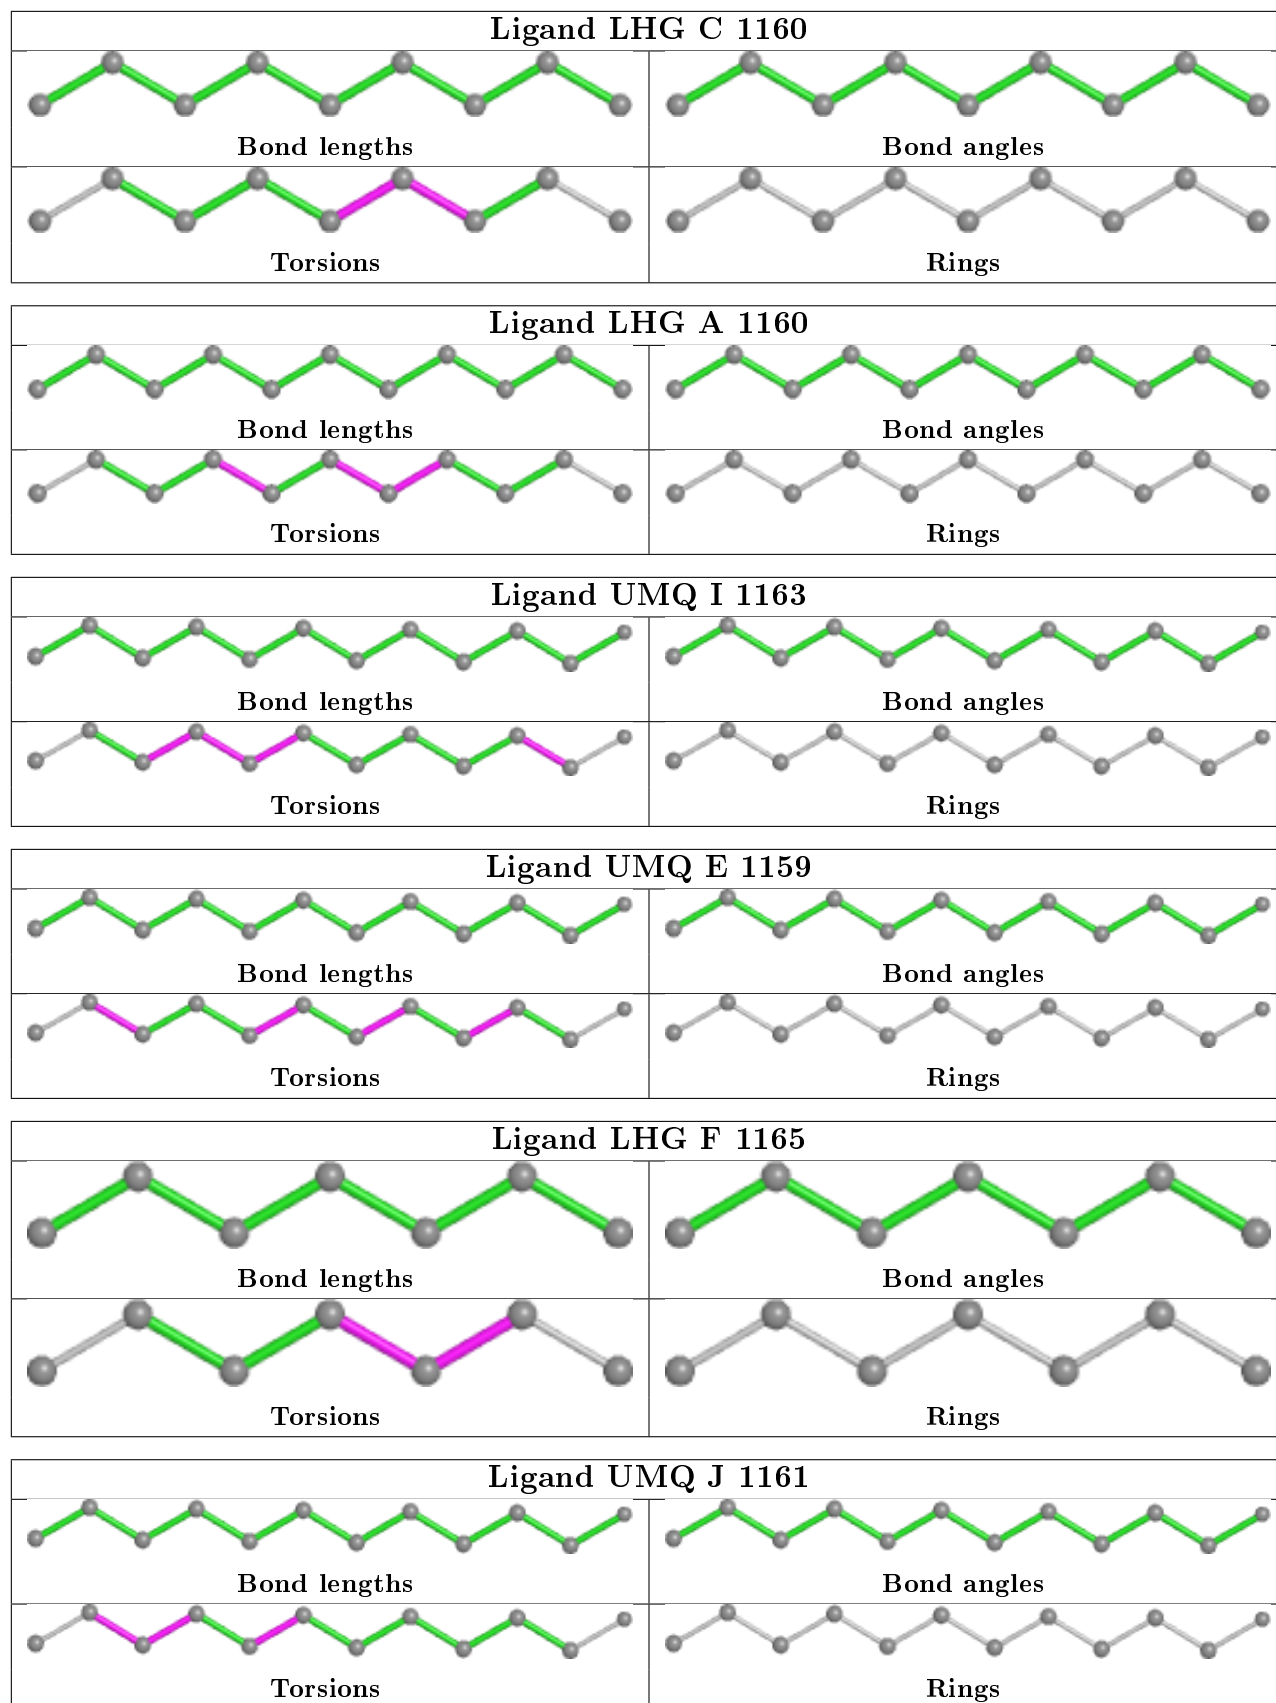 Ligand LHG C 1160
Bond lengths
Bond angles
Torsions
Rings
Ligand LHG A 1160
Bond lengths
Bond angles
Torsions
Rings
Ligand UMQ I 1163
Bond lengths
Bond angles
Torsions
Rings
Ligand UMQ E 1159
Bond lengths
Bond angles
Torsions
Rings
Ligand LHG F 1165
Bond lengths
Bond angles
Torsions
Rings
Ligand UMQ J 1161
Bond lengths
Bond angles
Torsions
Rings